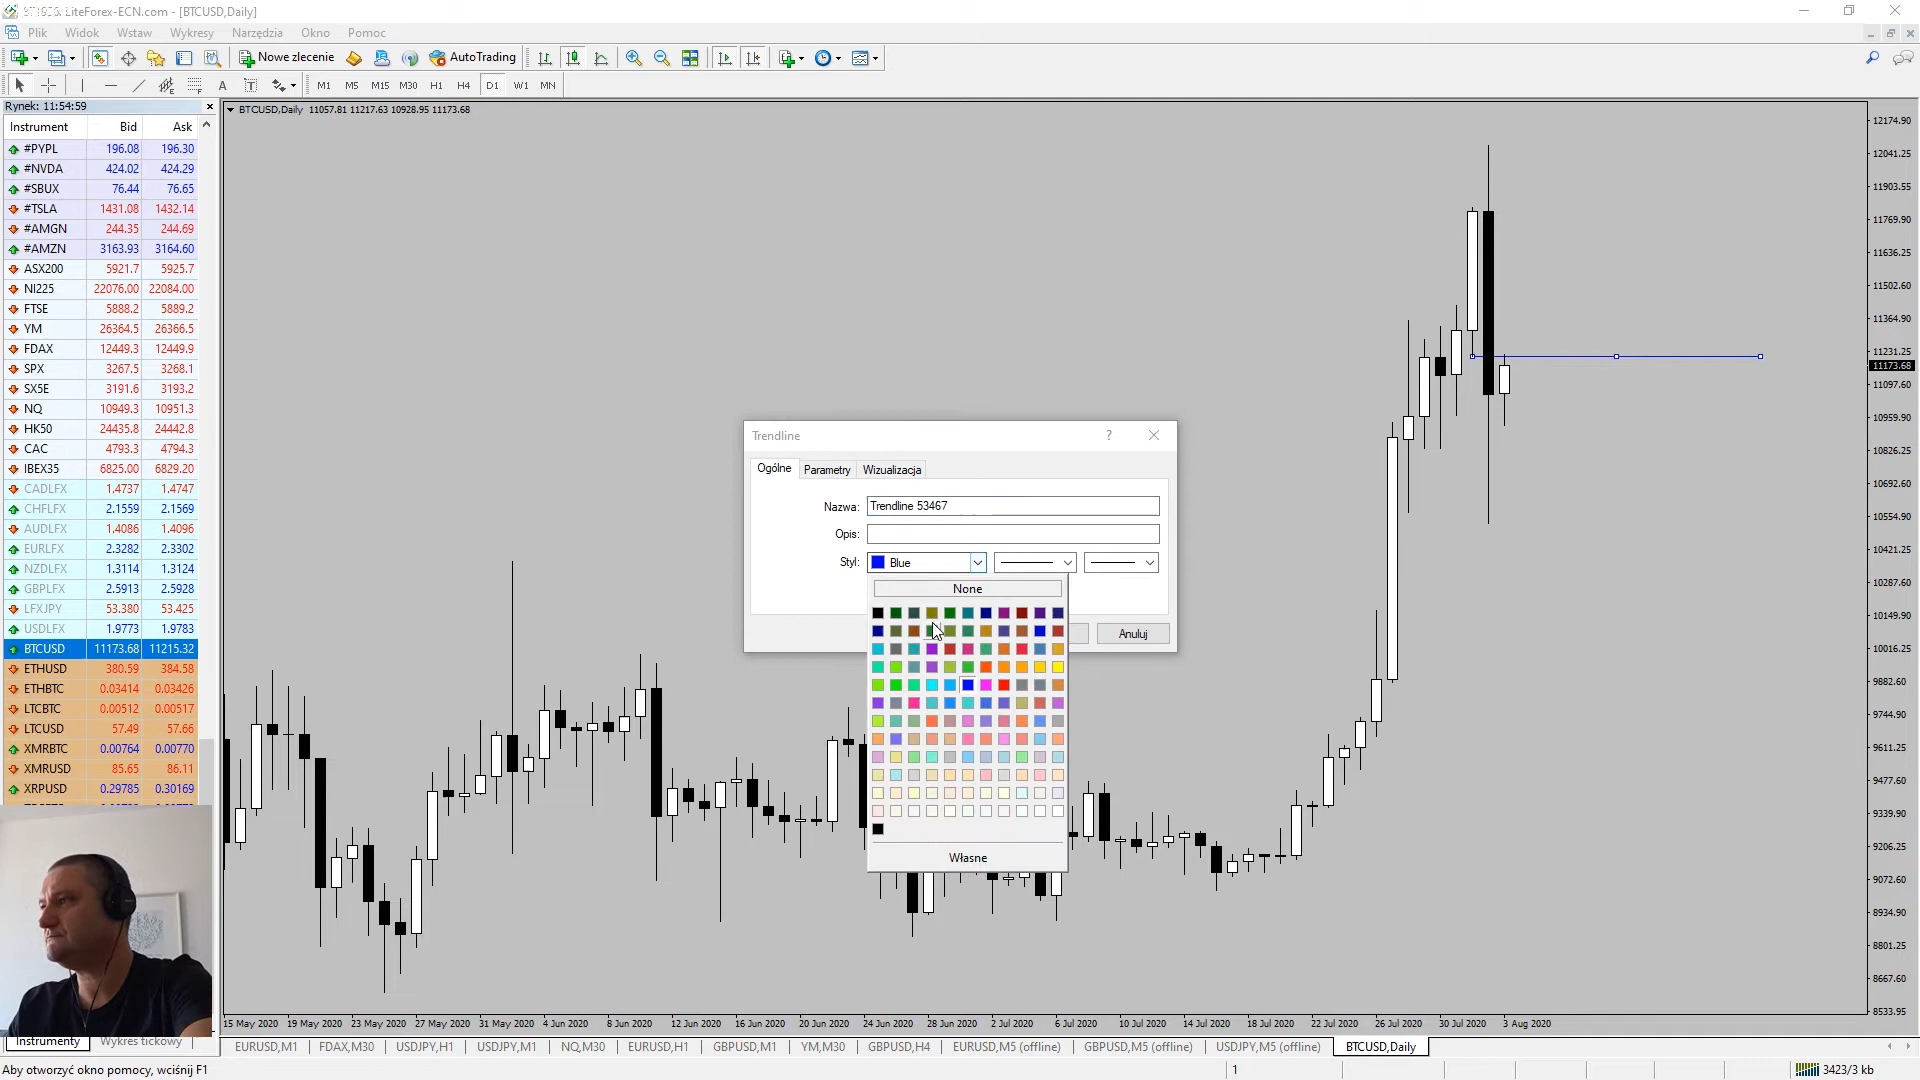 LiteForex-ECN.com - [BTCUSD,Daily]
Plik Widok Wstaw Wykresy Narzędzia Okno Pomoc
Nowe zlecenie AutoTrading
M1 M5 M15 M30 H1 H4 D1 W1 MN
Rynek: 11:54:59
Instrument Bid Ask
#PYPL 196.08 196.30
#NVDA 424.02 424.29
#SBUX 76.44 76.65
#TSLA 1431.08 1432.14
#AMGN 244.35 244.69
#AMZN 3163.93 3164.60
ASX200 5921.7 5925.7
NI225 22076.00 22084.00
FTSE 5888.2 5889.2
YM 26364.5 26366.5
FDAX 12449.3 12449.9
SPX 3267.5 3268.1
SX5E 3191.6 3193.2
NQ 10949.3 10951.3
HK50 24435.8 24442.8
CAC 4793.3 4794.3
IBEX35 6825.00 6829.20
CADLFX 1.4737 1.4747
CHFLFX 2.1559 2.1569
AUDLFX 1.4086 1.4096
EURLFX 2.3282 2.3302
NZDLFX 1.3114 1.3124
GBPLFX 2.5913 2.5928
LFXJPY 53.380 53.425
USDLFX 1.9773 1.9783
BTCUSD 11173.68 11215.32
ETHUSD 380.59 384.58
ETHBTC 0.03414 0.03426
LTCBTC 0.00512 0.00517
LTCUSD 57.49 57.66
XMRBTC 0.00764 0.00770
XMRUSD 85.65 86.11
XRPUSD 0.29785 0.30169
Instrumenty Wykres tickowy
BTCUSD,Daily 11057.81 11217.63 10928.95 11173.68
Trendline ?
Ogólne Parametry Wizualizacja
Nazwa: Trendline 53467
Opis:
Styl: Blue
None
Anuluj
Własne
12174.90
12041.25
11903.55
11769.90
11636.25
11502.60
11364.90
11231.25
11173.68
11097.60
10959.90
10826.25
10692.60
10554.90
10421.25
10287.60
10149.90
10016.25
9882.60
9744.90
9611.25
9477.60
9339.90
9206.25
9072.60
8934.90
8801.25
8667.60
8533.95
15 May 2020 19 May 2020 23 May 2020 27 May 2020 31 May 2020 4 Jun 2020 8 Jun 2020 12 Jun 2020 16 Jun 2020 20 Jun 2020 24 Jun 2020 28 Jun 2020 2 Jul 2020 6 Jul 2020 10 Jul 2020 14 Jul 2020 18 Jul 2020 22 Jul 2020 26 Jul 2020 30 Jul 2020 3 Aug 2020
EURUSD,M1 FDAX,M30 USDJPY,H1 USDJPY,M1 NQ,M30 EURUSD,H1 GBPUSD,M1 YM,M30 GBPUSD,H4 EURUSD,M5 (offline) GBPUSD,M5 (offline) USDJPY,M5 (offline) BTCUSD,Daily
Aby otworzyć okno pomocy, wciśnij F1 1 3423/3 kb